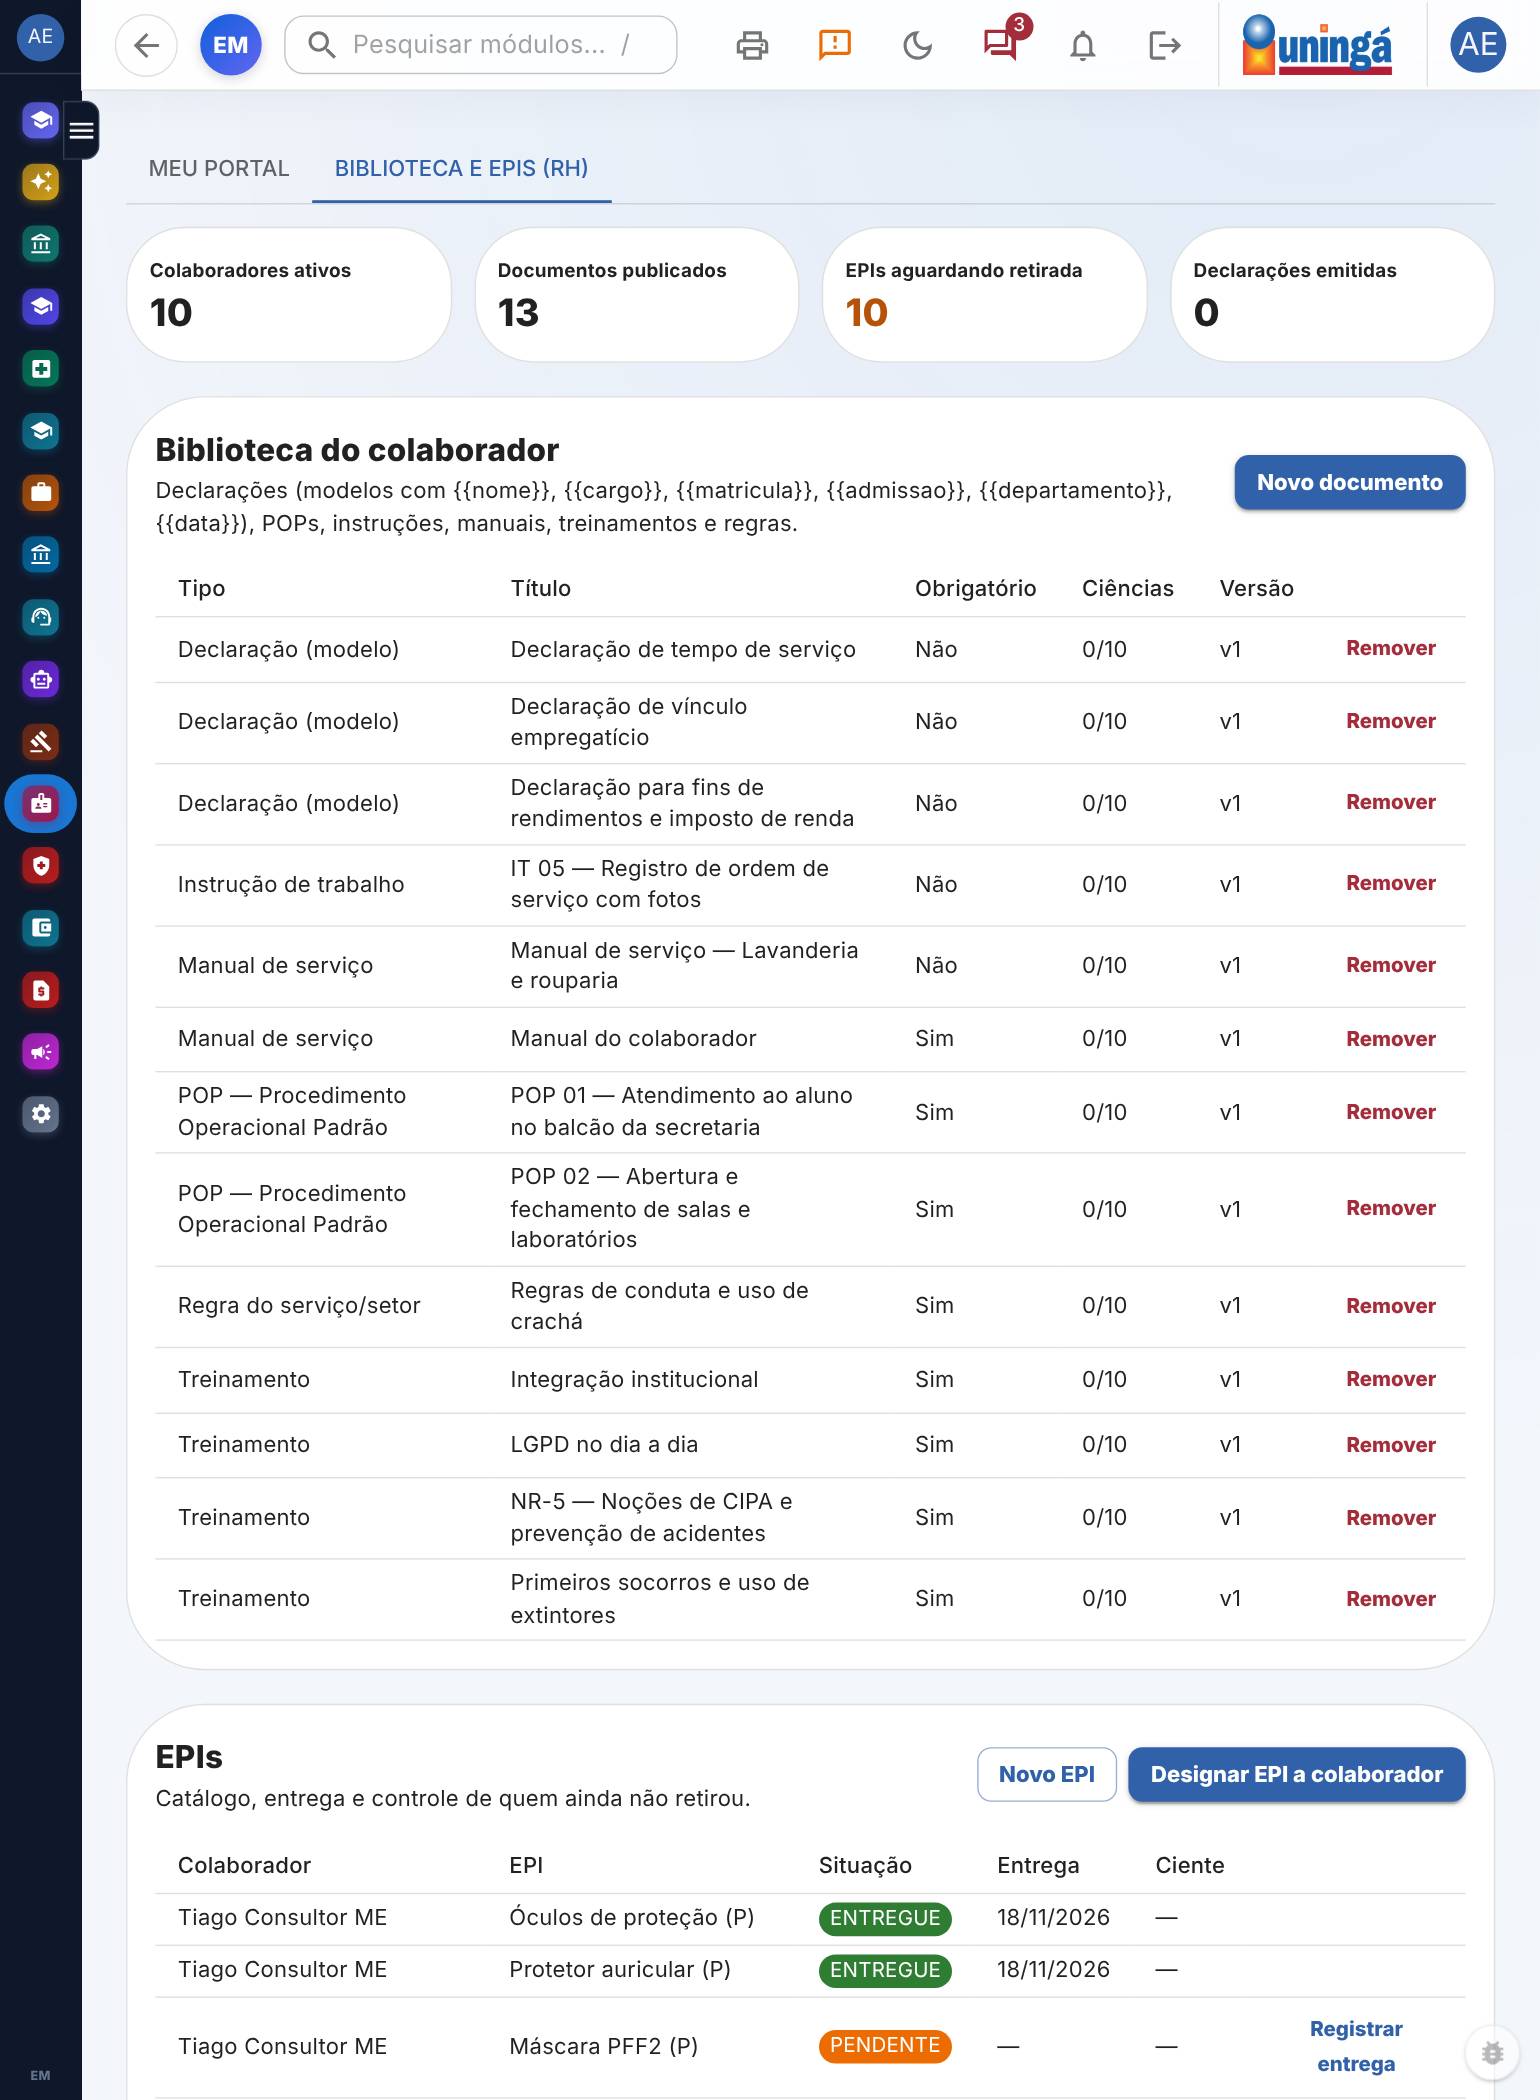 AE
EM
Pesquisar módulos... /
3
uningá
AE
MEU PORTAL
BIBLIOTECA E EPIS (RH)
Colaboradores ativos
10
Documentos publicados
13
EPIs aguardando retirada
10
Declarações emitidas
0
Biblioteca do colaborador
Declarações (modelos com {{nome}}, {{cargo}}, {{matricula}}, {{admissao}}, {{departamento}},
{{data}}), POPs, instruções, manuais, treinamentos e regras.
Novo documento
Tipo Título Obrigatório Ciências Versão
Declaração (modelo) Declaração de tempo de serviço Não 0/10 v1 Remover
Declaração (modelo) Declaração de vínculo
empregatício Não 0/10 v1 Remover
Declaração (modelo) Declaração para fins de
rendimentos e imposto de renda Não 0/10 v1 Remover
Instrução de trabalho IT 05 — Registro de ordem de
serviço com fotos Não 0/10 v1 Remover
Manual de serviço Manual de serviço — Lavanderia
e rouparia Não 0/10 v1 Remover
Manual de serviço Manual do colaborador Sim 0/10 v1 Remover
POP — Procedimento
Operacional Padrão
POP 01 — Atendimento ao aluno
no balcão da secretaria
Sim 0/10 v1 Remover
POP — Procedimento
Operacional Padrão
POP 02 — Abertura e
fechamento de salas e
laboratórios
Sim 0/10 v1 Remover
Regra do serviço/setor Regras de conduta e uso de
crachá Sim 0/10 v1 Remover
Treinamento Integração institucional Sim 0/10 v1 Remover
Treinamento LGPD no dia a dia Sim 0/10 v1 Remover
Treinamento NR-5 — Noções de CIPA e
prevenção de acidentes Sim 0/10 v1 Remover
Treinamento Primeiros socorros e uso de
extintores Sim 0/10 v1 Remover
EPIs
Catálogo, entrega e controle de quem ainda não retirou.
Novo EPI
Designar EPI a colaborador
Colaborador EPI Situação Entrega Ciente
Tiago Consultor ME Óculos de proteção (P) ENTREGUE 18/11/2026 —
Tiago Consultor ME Protetor auricular (P) ENTREGUE 18/11/2026 —
Tiago Consultor ME Máscara PFF2 (P) PENDENTE — — Registrar
entrega
EM